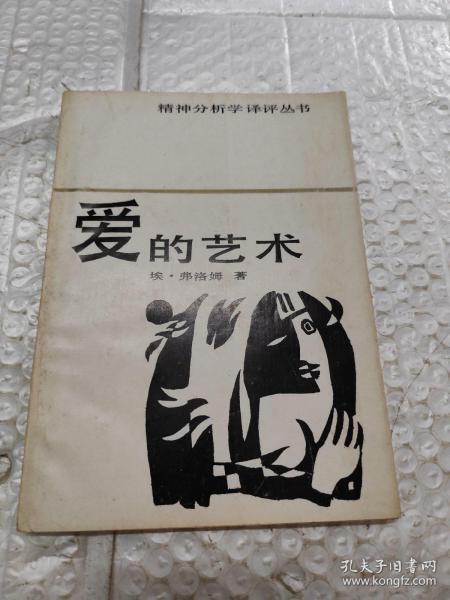 精神分析学译评丛书
爱的艺术
埃·弗洛姆 著
孔夫子旧书网
www.kongfz.com